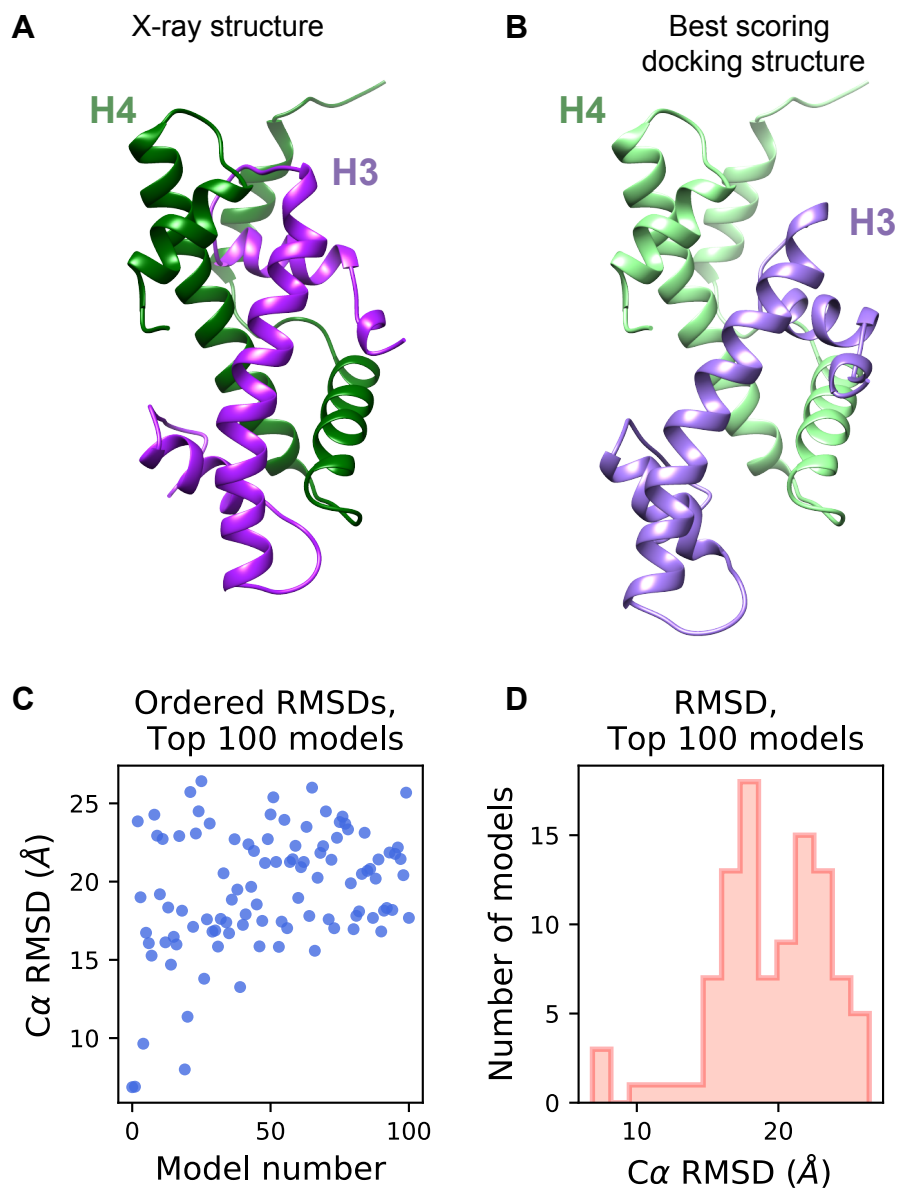 A
X-ray structure
H4
H3
B
Best scoring
docking structure
H4
H3
C
Ordered RMSDs,
Top 100 models
Cα RMSD (Å)
25
20
15
10
0
50
100
Model number
D
RMSD,
Top 100 models
Number of models
15
10
5
0
10
20
Cα RMSD (Å)